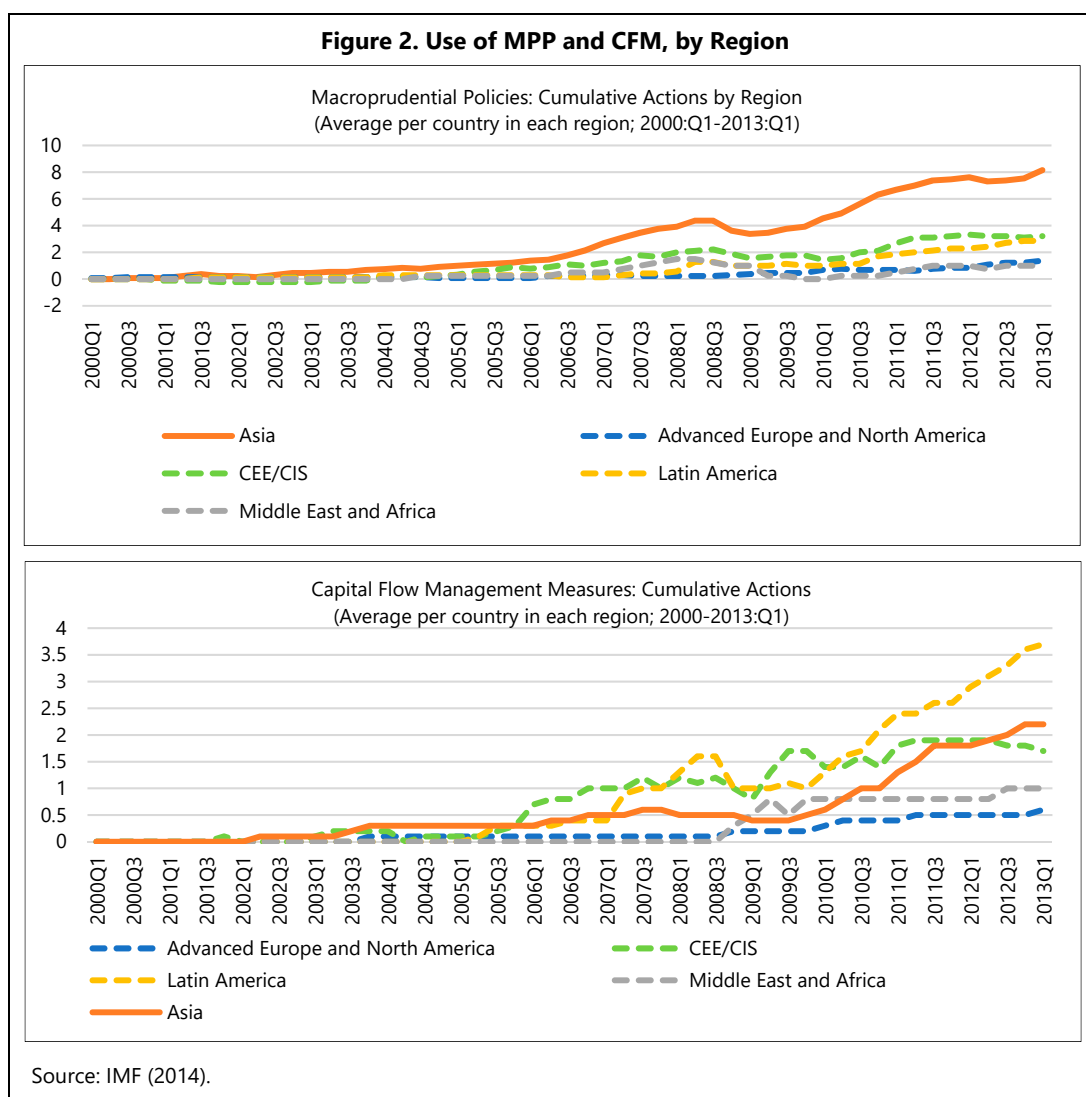 Figure 2. Use of MPP and CFM, by Region
Macroprudential Policies: Cumulative Actions by Region
(Average per country in each region; 2000:Q1-2013:Q1)
10
8
6
4
2
0
-2
2000Q1
2000Q3
2001Q1
2001Q3
2002Q1
2002Q3
2003Q1
2003Q3
2004Q1
2004Q3
2005Q1
2005Q3
2006Q1
2006Q3
2007Q1
2007Q3
2008Q1
2008Q3
2009Q1
2009Q3
2010Q1
2010Q3
2011Q1
2011Q3
2012Q1
2012Q3
2013Q1
Asia
Advanced Europe and North America
CEE/CIS
Latin America
Middle East and Africa
Capital Flow Management Measures: Cumulative Actions
(Average per country in each region; 2000-2013:Q1)
4
3.5
3
2.5
2
1.5
1
0.5
0
2000Q1
2000Q3
2001Q1
2001Q3
2002Q1
2002Q3
2003Q1
2003Q3
2004Q1
2004Q3
2005Q1
2005Q3
2006Q1
2006Q3
2007Q1
2007Q3
2008Q1
2008Q3
2009Q1
2009Q3
2010Q1
2010Q3
2011Q1
2011Q3
2012Q1
2012Q3
2013Q1
Advanced Europe and North America
CEE/CIS
Latin America
Middle East and Africa
Asia
Source: IMF (2014).